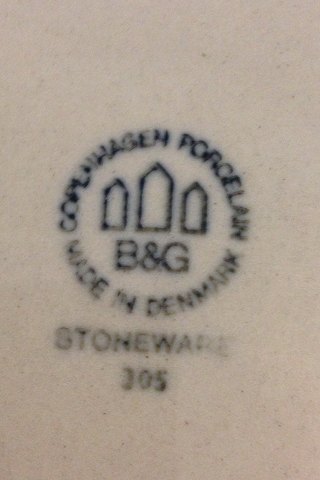 COPENHAGEN PORCELAIN
B&G
MADE IN DENMARK
STONEWARE
305